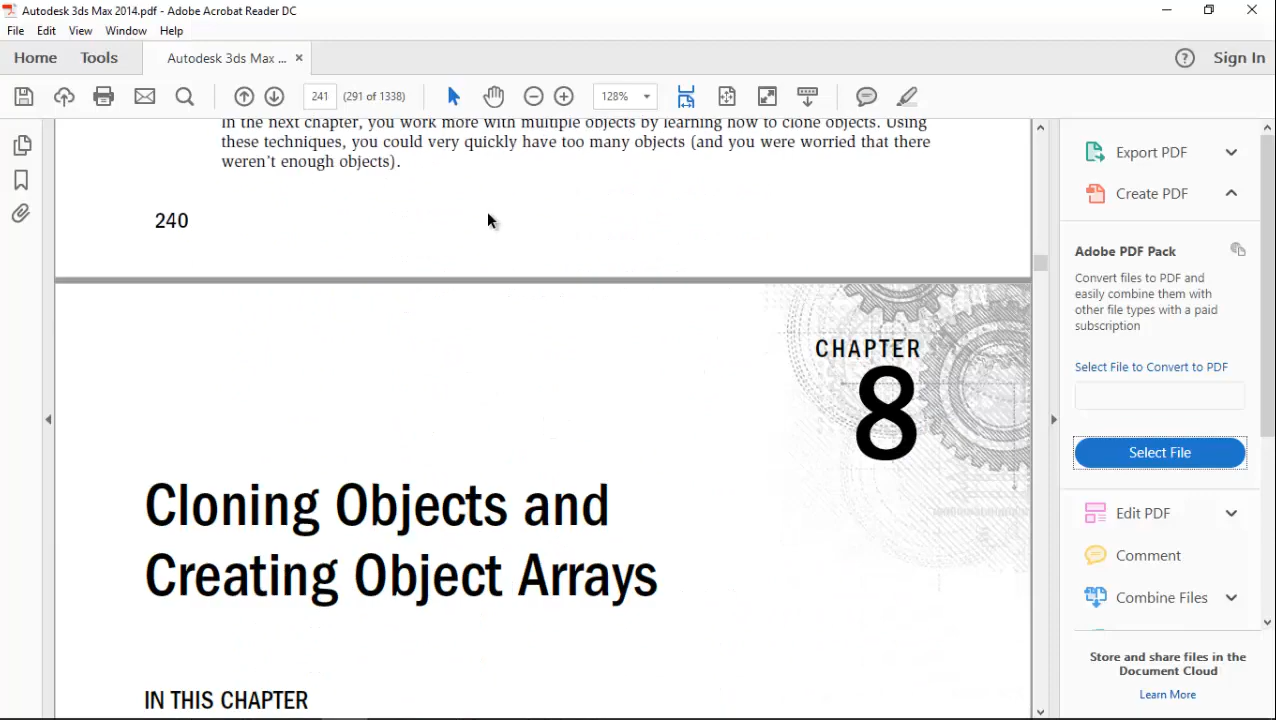 Autodesk 3ds Max 2014.pdf - Adobe Acrobat Reader DC
File Edit View Window Help
Home Tools Autodesk 3ds Max ... × Sign In
241 (291 of 1338) 128%
In the next chapter, you work more with multiple objects by learning how to clone objects. Using
these techniques, you could very quickly have too many objects (and you were worried that there
weren't enough objects).
240
CHAPTER
8
Cloning Objects and
Creating Object Arrays
IN THIS CHAPTER
Export PDF
Create PDF
Adobe PDF Pack
Convert files to PDF and
easily combine them with
other file types with a paid
subscription
Select File to Convert to PDF
Select File
Edit PDF
Comment
Combine Files
Store and share files in the
Document Cloud
Learn More